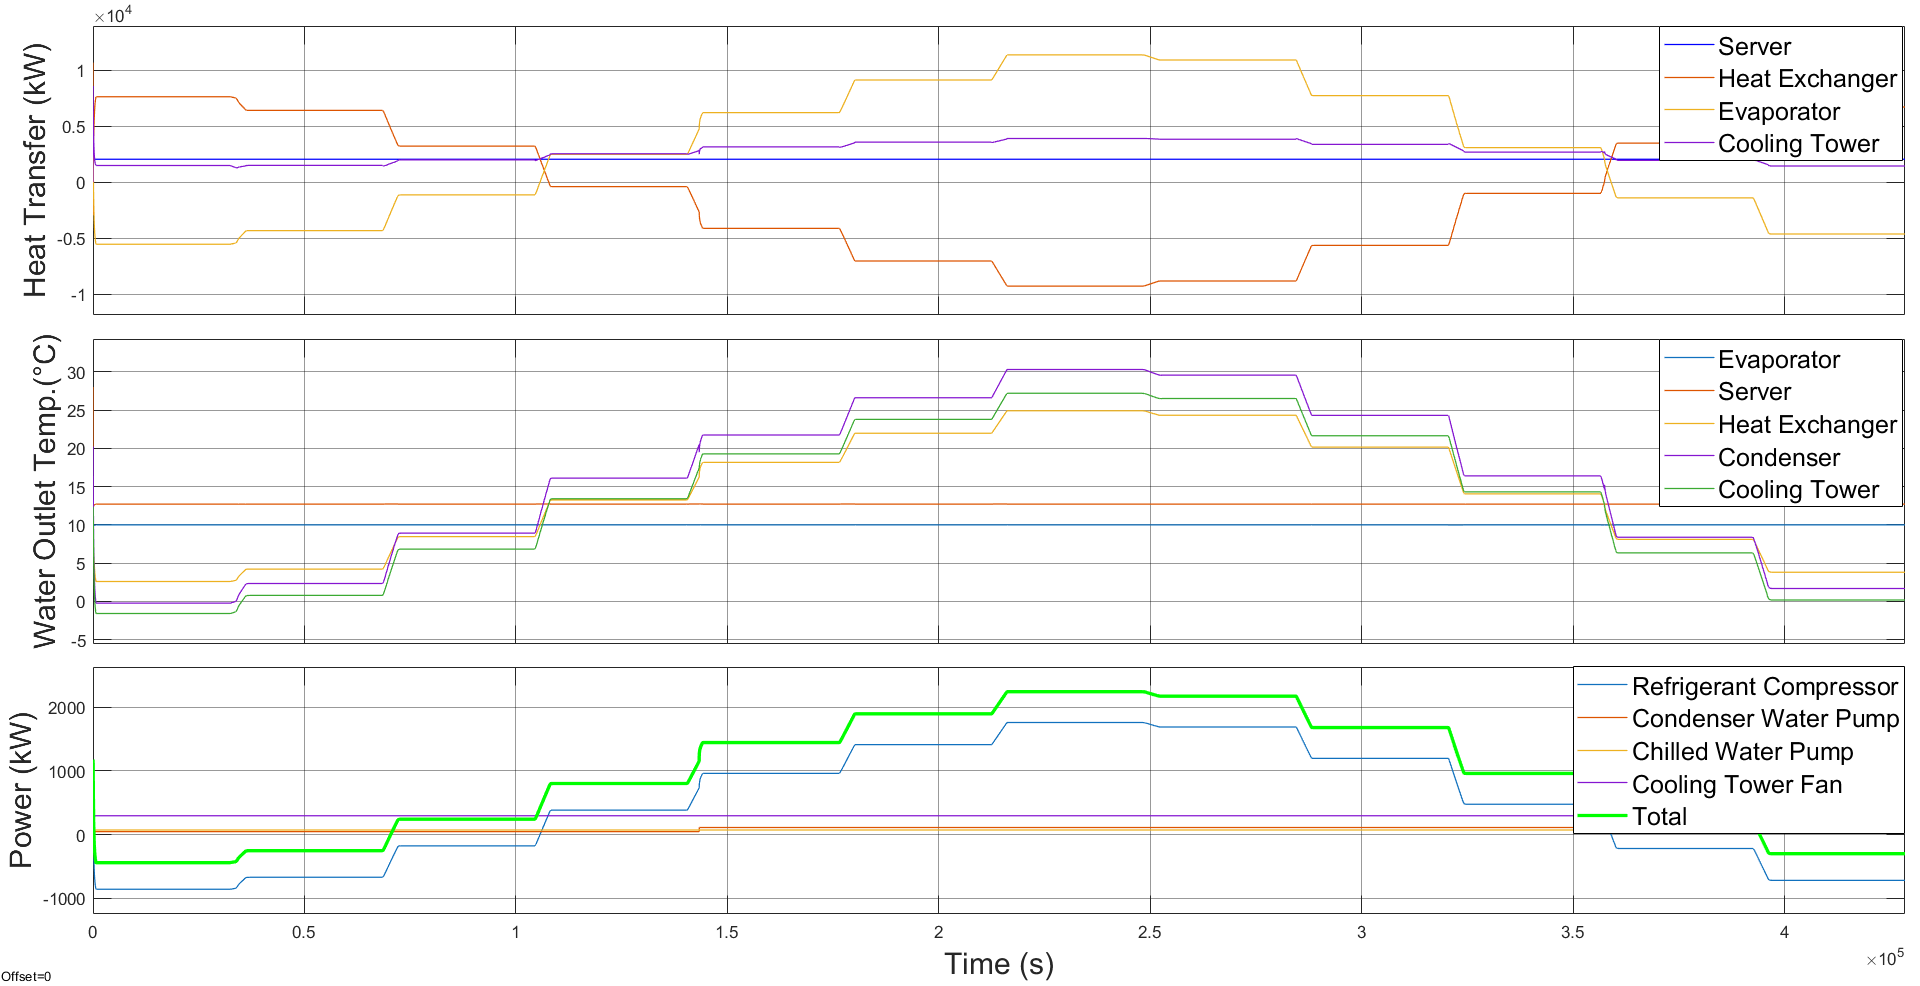 ×10⁴
Heat Transfer (kW)
1
0.5
0
-0.5
-1
Server
Heat Exchanger
Evaporator
Cooling Tower
Water Outlet Temp.(°C)
30
25
20
15
10
5
0
-5
Evaporator
Server
Heat Exchanger
Condenser
Cooling Tower
Power (kW)
2000
1000
0
-1000
Refrigerant Compressor
Condenser Water Pump
Chilled Water Pump
Cooling Tower Fan
Total
0 0.5 1 1.5 2 2.5 3 3.5 4
×10⁵
Time (s)
Offset=0